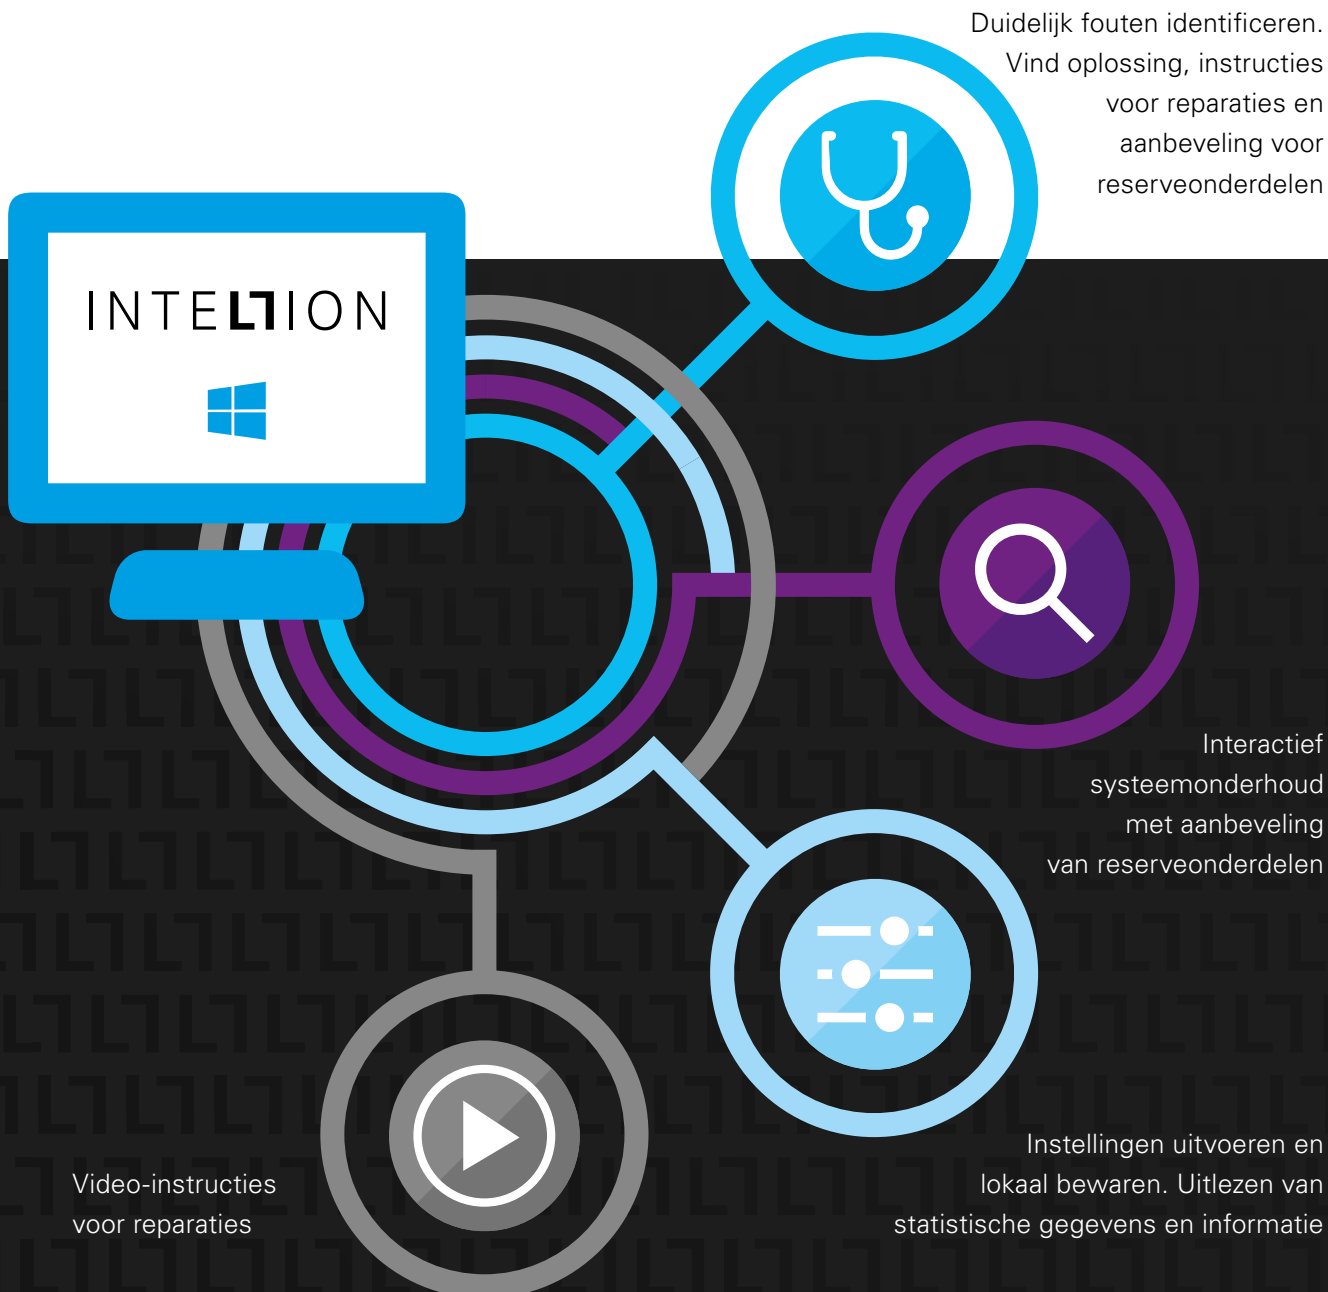 Duidelijk fouten identificeren.
Vind oplossing, instructies
voor reparaties en
aanbeveling voor
reserveonderdelen
INTELLION
Interactief
systeemonderhoud
met aanbeveling
van reserveonderdelen
Instellingen uitvoeren en
lokaal bewaren. Uitlezen van
statistische gegevens en informatie
Video-instructies
voor reparaties